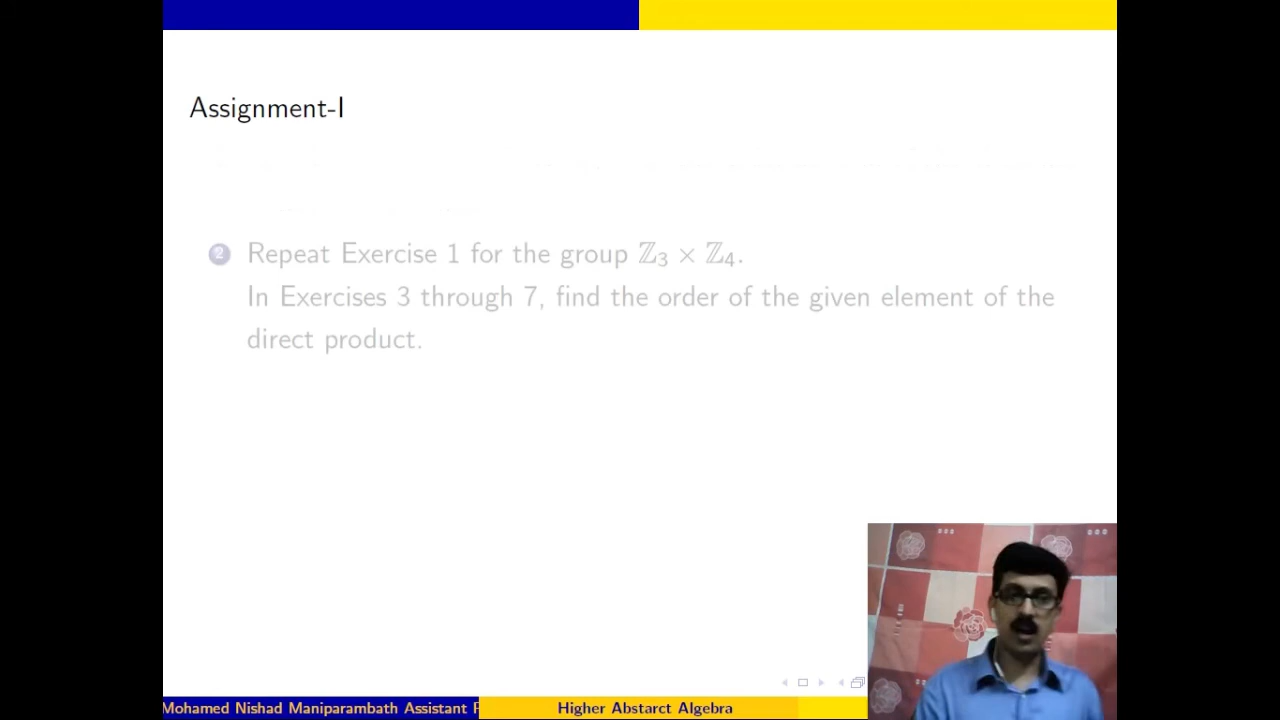 Assignment-I
2 Repeat Exercise 1 for the group ℤ₃ × ℤ₄.
In Exercises 3 through 7, find the order of the given element of the
direct product.
Mohamed Nishad Maniparambath Assistant
Higher Abstarct Algebra